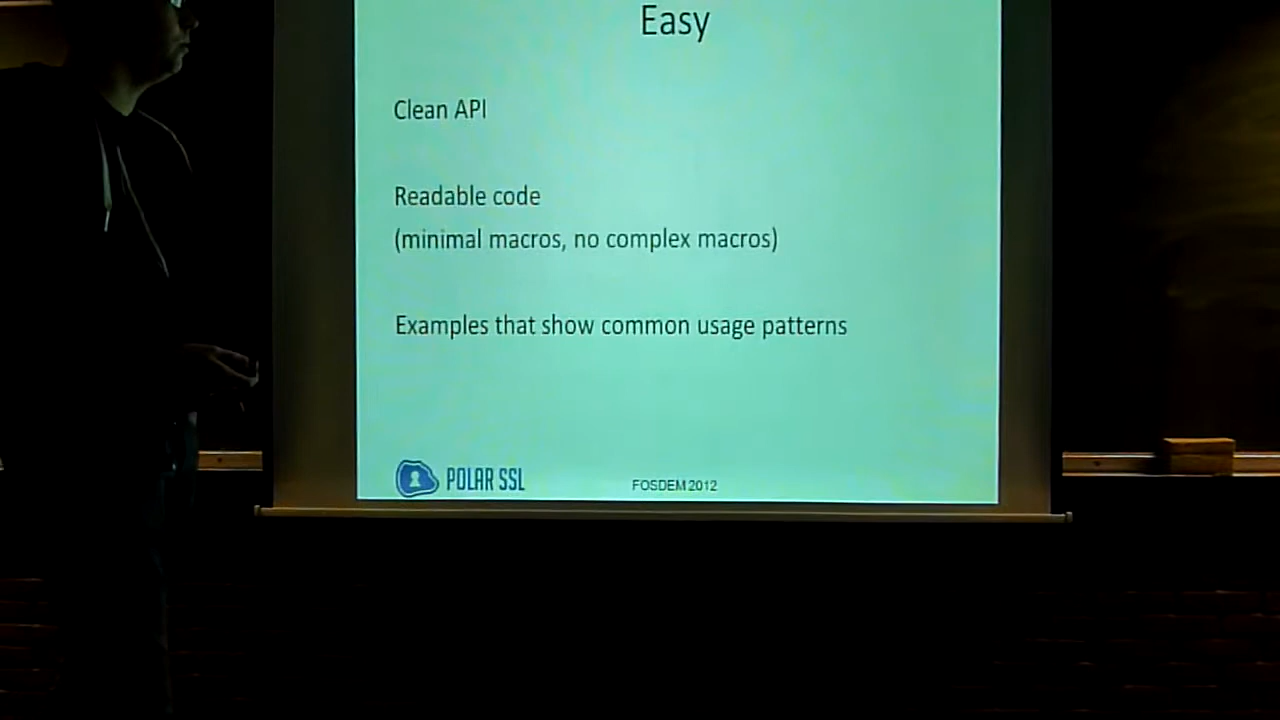 Easy
Clean API
Readable code
(minimal macros, no complex macros)
Examples that show common usage patterns
POLAR SSL
FOSDEM 2012